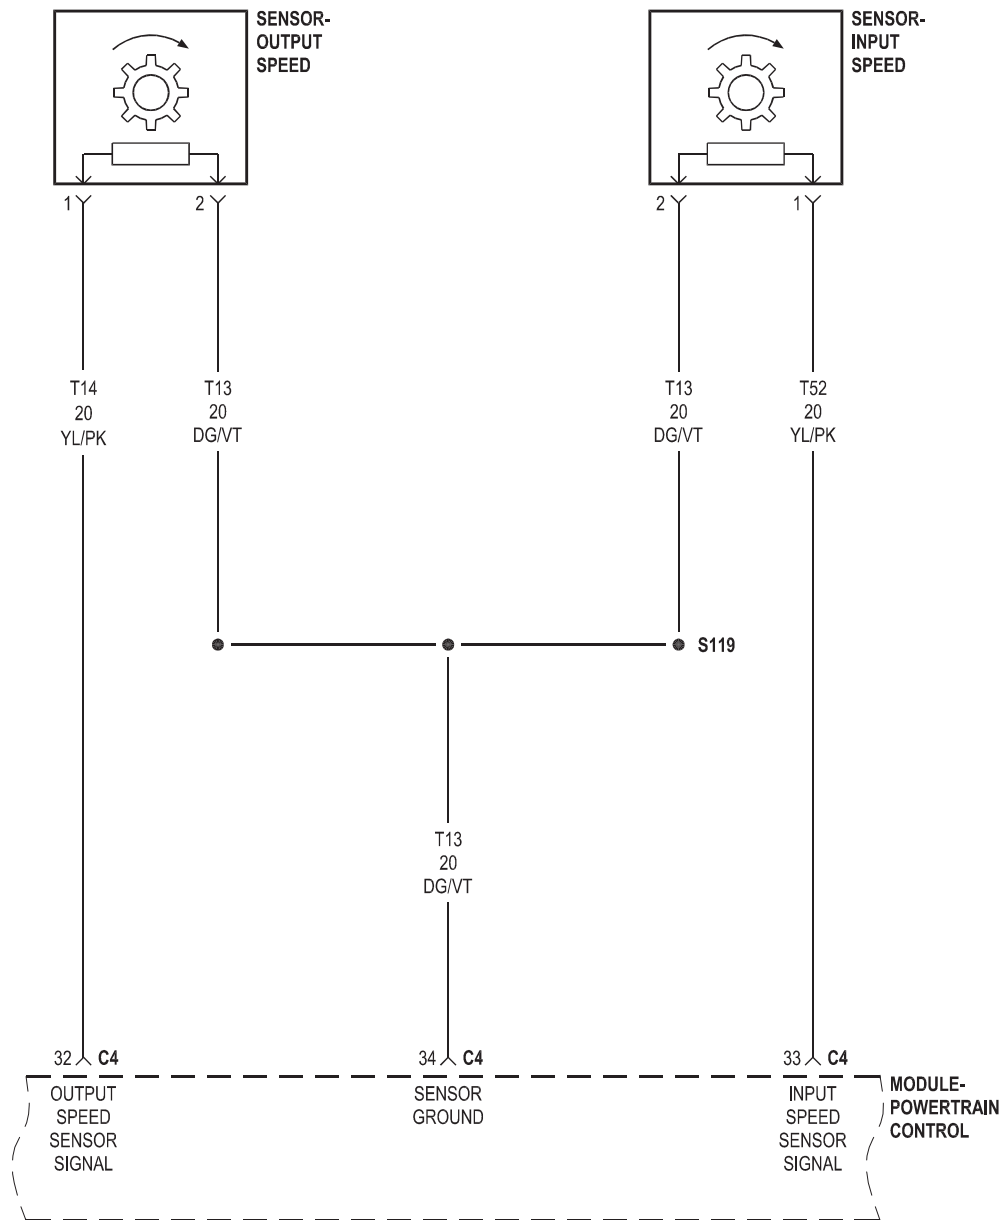 SENSOR-
OUTPUT
SPEED
SENSOR-
INPUT
SPEED
1
2
2
1
T14
20
YL/PK
T13
20
DG/VT
T13
20
DG/VT
T52
20
YL/PK
S119
T13
20
DG/VT
32 C4
34 C4
33 C4
OUTPUT
SPEED
SENSOR
SIGNAL
SENSOR
GROUND
INPUT
SPEED
SENSOR
SIGNAL
MODULE-
POWERTRAIN
CONTROL